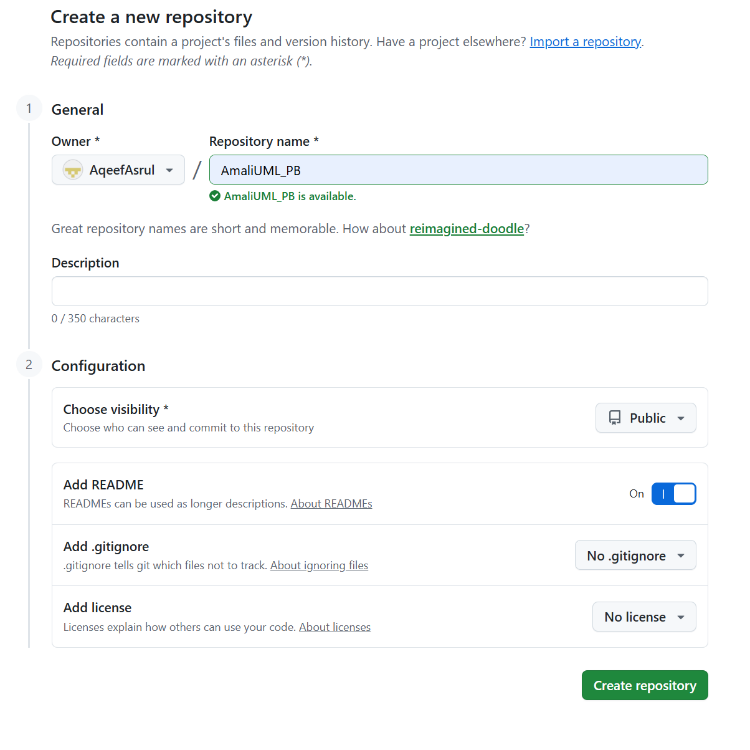 Create a new repository
Repositories contain a project's files and version history. Have a project elsewhere? Import a repository.
Required fields are marked with an asterisk (*).
1 General
Owner * Repository name *
AqeefAsrul / AmaliUML_PB
AmaliUML_PB is available.
Great repository names are short and memorable. How about reimagined-doodle?
Description
0 / 350 characters
2 Configuration
Choose visibility *
Choose who can see and commit to this repository
Public
Add README
READMEs can be used as longer descriptions. About READMEs
On
Add .gitignore
.gitignore tells git which files not to track. About ignoring files
No .gitignore
Add license
Licenses explain how others can use your code. About licenses
No license
Create repository